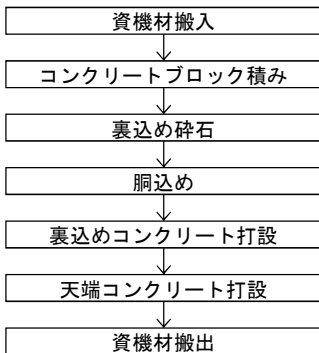 資機材搬入
コンクリートブロック積み
裏込め砕石
胴込め
裏込めコンクリート打設
天端コンクリート打設
資機材搬出